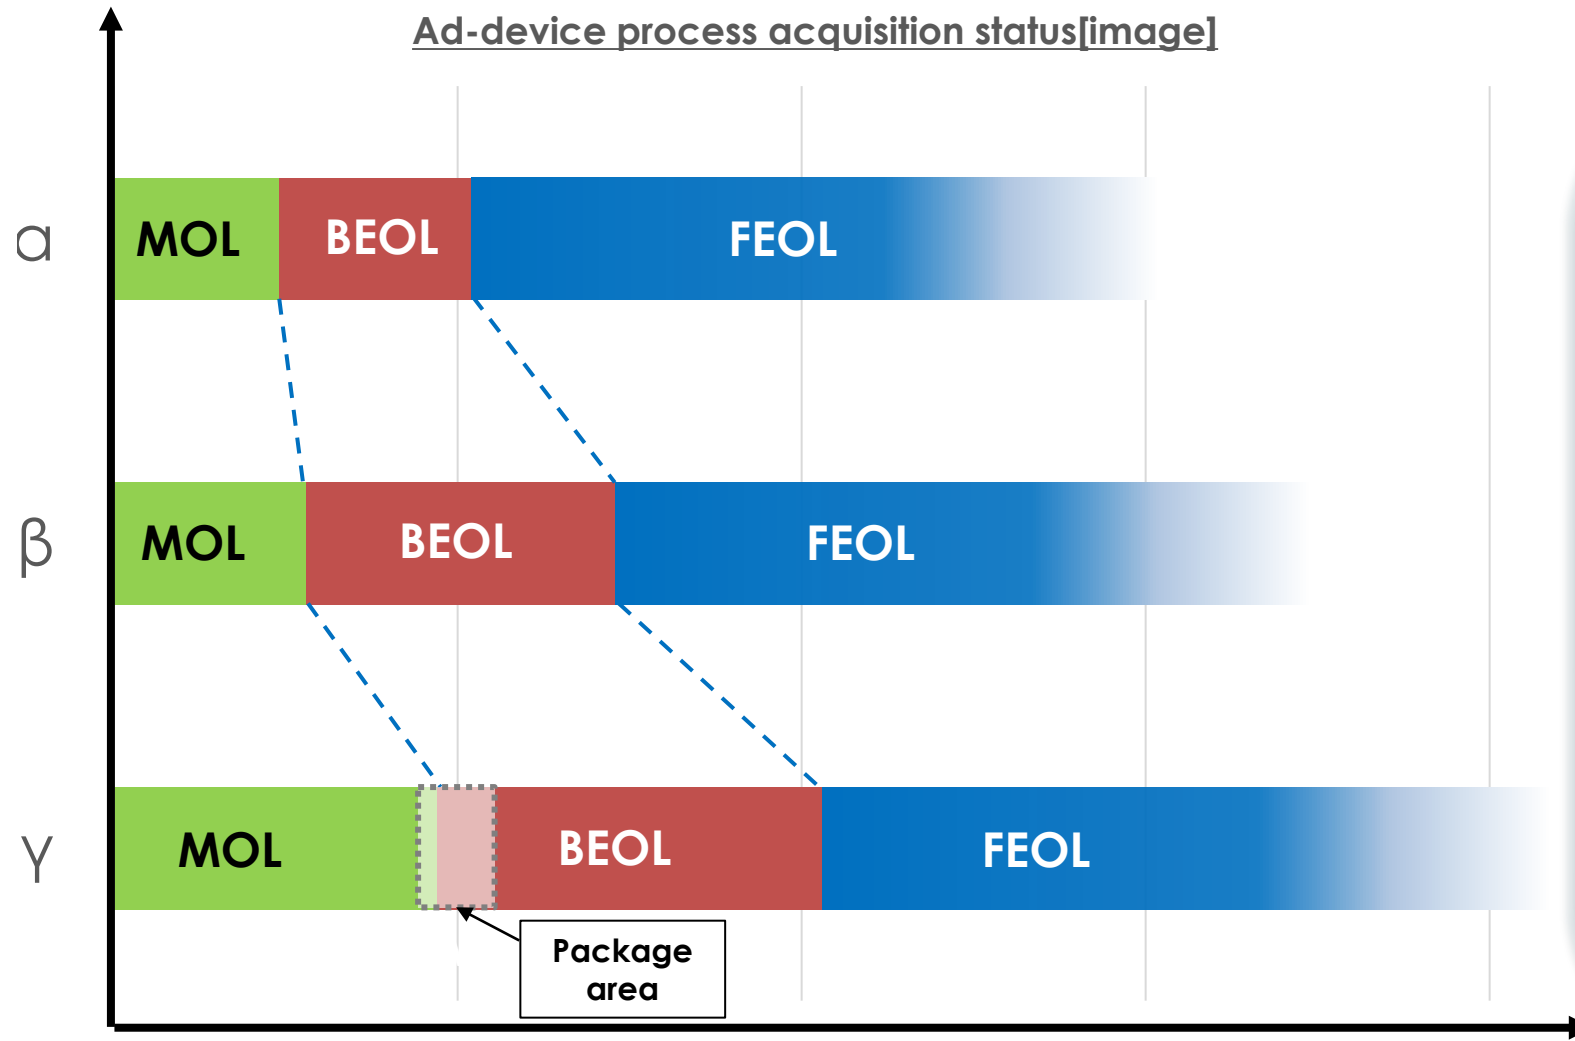 Ad-device process acquisition status[image]
α
MOL
BEOL
FEOL
β
MOL
BEOL
FEOL
γ
MOL
BEOL
FEOL
Package
area